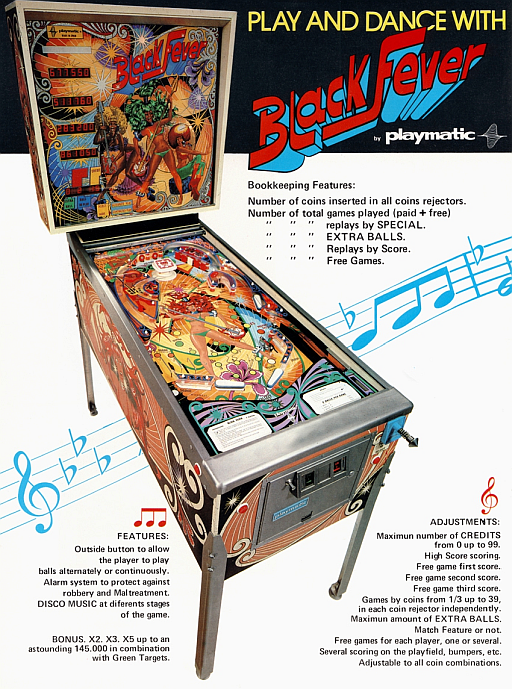 PLAY AND DANCE WITH
Black Fever
by playmatic
Black Fever
playmatic
Bookkeeping Features:
Number of coins inserted in all coins rejectors.
Number of total games played (paid + free)
" " " replays by SPECIAL.
" " " EXTRA BALLS.
" " " Replays by Score.
" " " Free Games.
FEATURES:
Outside button to allow
the player to play
balls alternately or continuously.
Alarm system to protect against
robbery and Maltreatment.
DISCO MUSIC at diferents stages
of the game.
BONUS. X2. X3. X5 up to an
astounding 145.000 in combination
with Green Targets.
ADJUSTMENTS:
Maximun number of CREDITS
from 0 up to 99.
High Score scoring.
Free game first score.
Free game second score.
Free game third score.
Games by coins from 1/3 up to 39,
in each coin rejector independently.
Maximun amount of EXTRA BALLS.
Match Feature or not.
Free games for each player, one or several.
Several scoring on the playfield, bumpers, etc.
Adjustable to all coin combinations.